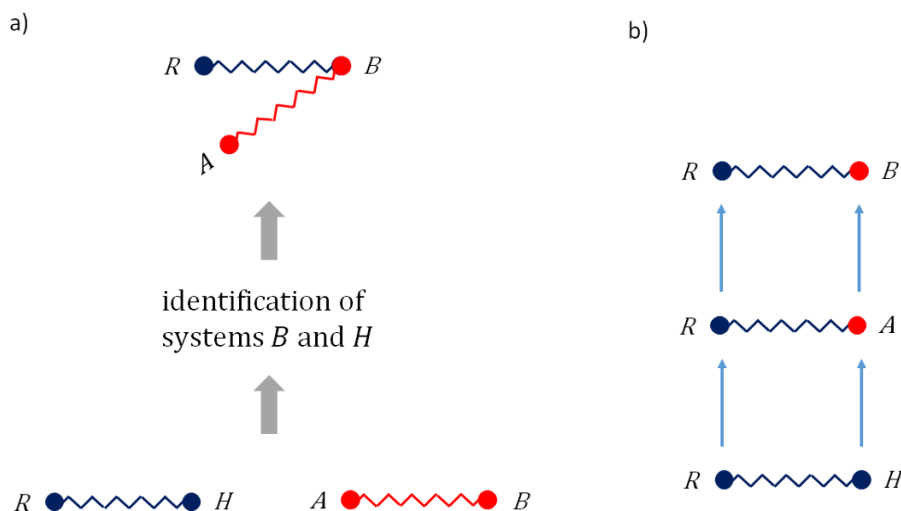 a)
R B
A
identification of
systems B and H
R H A B
b)
R B
R A
R H